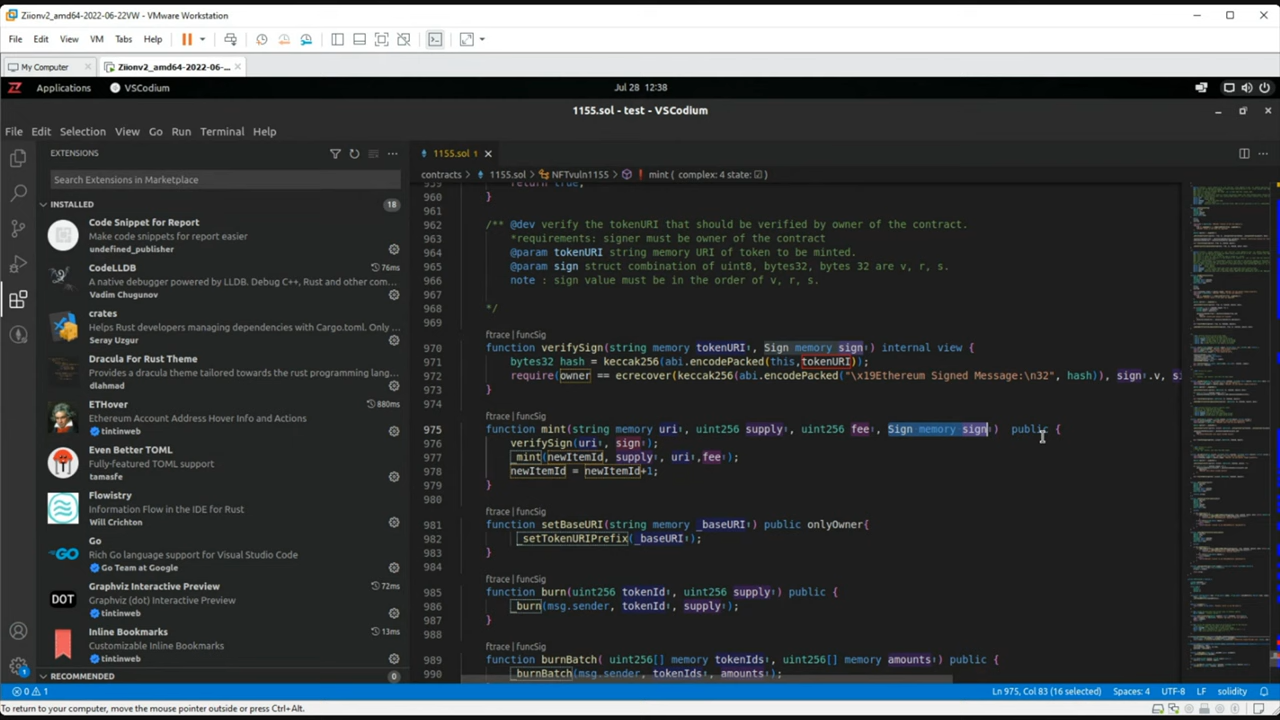 Ziionv2_amd64-2022-06-22VW - VMware Workstation
File Edit View VM Tabs Help
My Computer Ziionv2_amd64-2022-06-...
Applications VSCodium Jul 28 12:38
1155.sol - test - VSCodium
File Edit Selection View Go Run Terminal Help
EXTENSIONS
Search Extensions in Marketplace
INSTALLED 18
Code Snippet for Report
Make code snippets for report easier
undefined_publisher
CodeLLDB 76ms
A native debugger powered by LLDB. Debug C++, Rust and other com...
Vadim Chugunov
crates
Helps Rust developers managing dependencies with Cargo.toml. Only ...
Seray Uzgur
Dracula For Rust Theme
Provides a dracula theme tailored towards the rust programming lang...
dlahmad
ETHover 880ms
Ethereum Account Address Hover Info and Actions
tintinweb
Even Better TOML
Fully-featured TOML support
tamasfe
Flowistry
Information Flow in the IDE for Rust
Will Crichton
Go
Rich Go language support for Visual Studio Code
Go Team at Google
Graphviz Interactive Preview 72ms
Graphviz (dot) Interactive Preview
tintinweb
Inline Bookmarks 13ms
Customizable Inline Bookmarks
tintinweb
RECOMMENDED 0
1155.sol 1
contracts > 1155.sol > NFTvuln1155 > mint ( complex: 4 state: )
959 return true;
960 }
961
962 /** @dev verify the tokenURI that should be verified by owner of the contract.
963 *requirements: signer must be owner of the contract
964 @param tokenURI string memory URI of token to be minted.
965 @param sign struct combination of uint8, bytes32, bytes 32 are v, r, s.
966 note : sign value must be in the order of v, r, s.
967
968 */
969
ftrace | funcSig
970 function verifySign(string memory tokenURI, Sign memory sign) internal view {
971 bytes32 hash = keccak256(abi.encodePacked(this,tokenURI));
972 require(owner == ecrecover(keccak256(abi.encodePacked("\x19Ethereum Signed Message:\n32", hash)), sign.v, si
973 }
974
ftrace | funcSig
975 function mint(string memory uri, uint256 supply, uint256 fee, Sign memory sign) public {
976 verifySign(uri, sign);
977 _mint(newItemId, supply, uri,fee);
978 newItemId = newItemId+1;
979 }
980
ftrace | funcSig
981 function setBaseURI(string memory _baseURI) public onlyOwner{
982 _setTokenURIPrefix(_baseURI);
983 }
984
ftrace | funcSig
985 function burn(uint256 tokenId, uint256 supply) public {
986 _burn(msg.sender, tokenId, supply);
987 }
988
ftrace | funcSig
989 function burnBatch( uint256[] memory tokenIds, uint256[] memory amounts) public {
990 _burnBatch(msg.sender, tokenIds, amounts);
0 1 Ln 975, Col 83 (16 selected) Spaces: 4 UTF-8 LF solidity
To return to your computer, move the mouse pointer outside or press Ctrl+Alt.